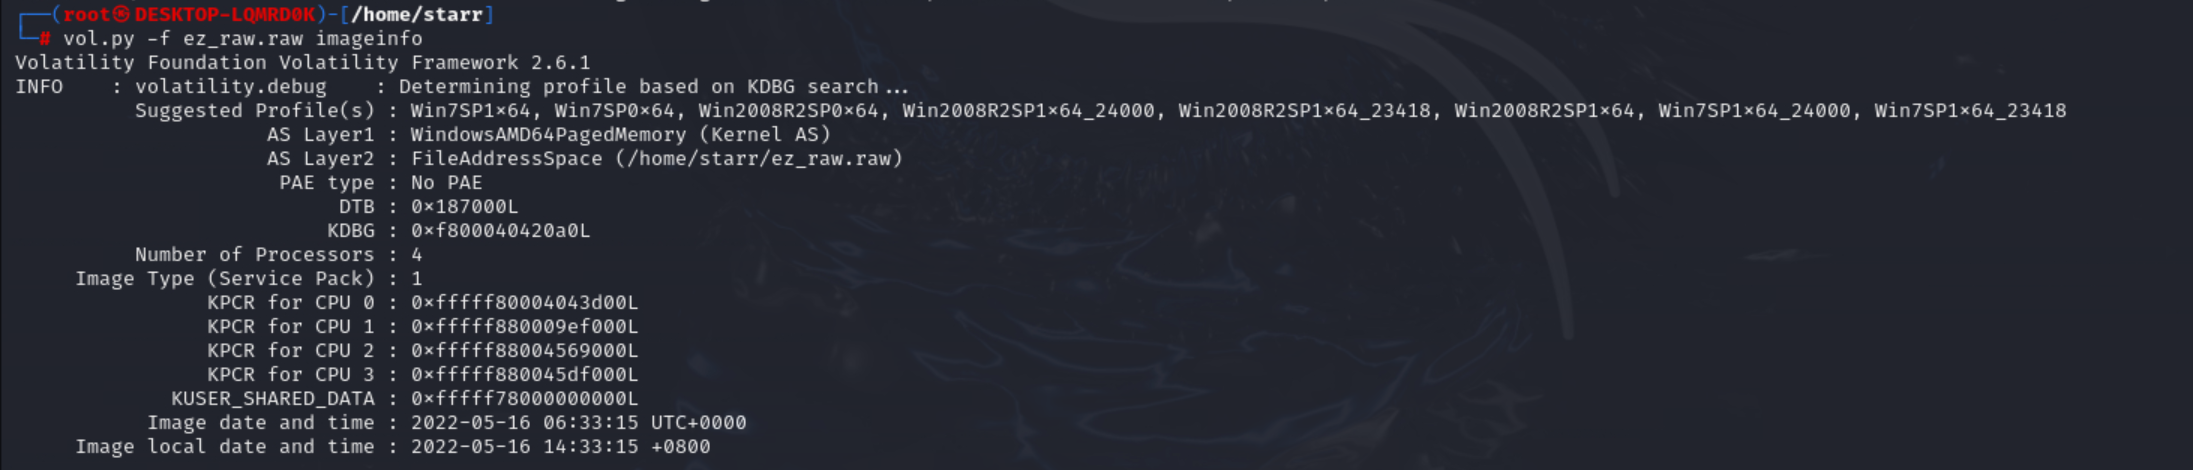 ┌──(root㉿DESKTOP-LQMRD0K)-[/home/starr]
└─# vol.py -f ez_raw.raw imageinfo
Volatility Foundation Volatility Framework 2.6.1
INFO    : volatility.debug    : Determining profile based on KDBG search...
          Suggested Profile(s) : Win7SP1x64, Win7SP0x64, Win2008R2SP0x64, Win2008R2SP1x64_24000, Win2008R2SP1x64_23418, Win2008R2SP1x64, Win7SP1x64_24000, Win7SP1x64_23418
                     AS Layer1 : WindowsAMD64PagedMemory (Kernel AS)
                     AS Layer2 : FileAddressSpace (/home/starr/ez_raw.raw)
                      PAE type : No PAE
                           DTB : 0x187000L
                          KDBG : 0xf800040420a0L
          Number of Processors : 4
     Image Type (Service Pack) : 1
                KPCR for CPU 0 : 0xfffff80004043d00L
                KPCR for CPU 1 : 0xfffff880009ef000L
                KPCR for CPU 2 : 0xfffff88004569000L
                KPCR for CPU 3 : 0xfffff880045df000L
             KUSER_SHARED_DATA : 0xfffff78000000000L
           Image date and time : 2022-05-16 06:33:15 UTC+0000
     Image local date and time : 2022-05-16 14:33:15 +0800